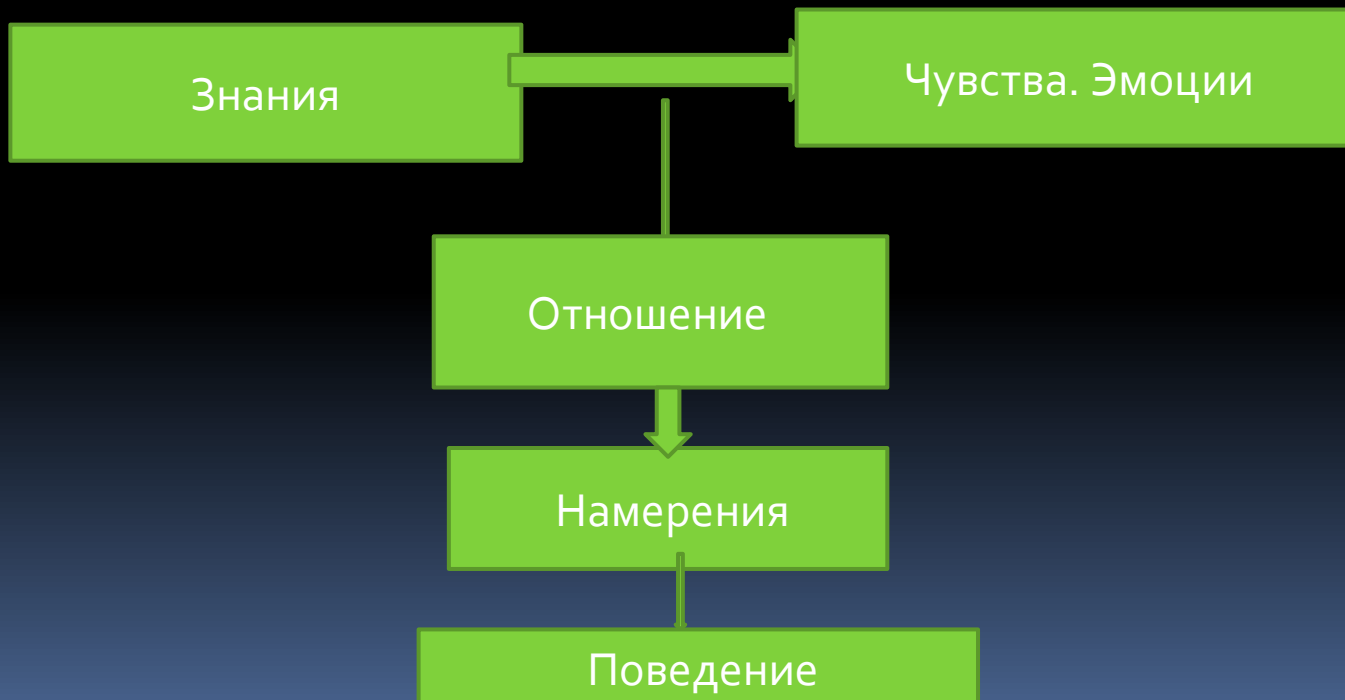 Знания
Чувства. Эмоции
Отношение
Намерения
Поведение